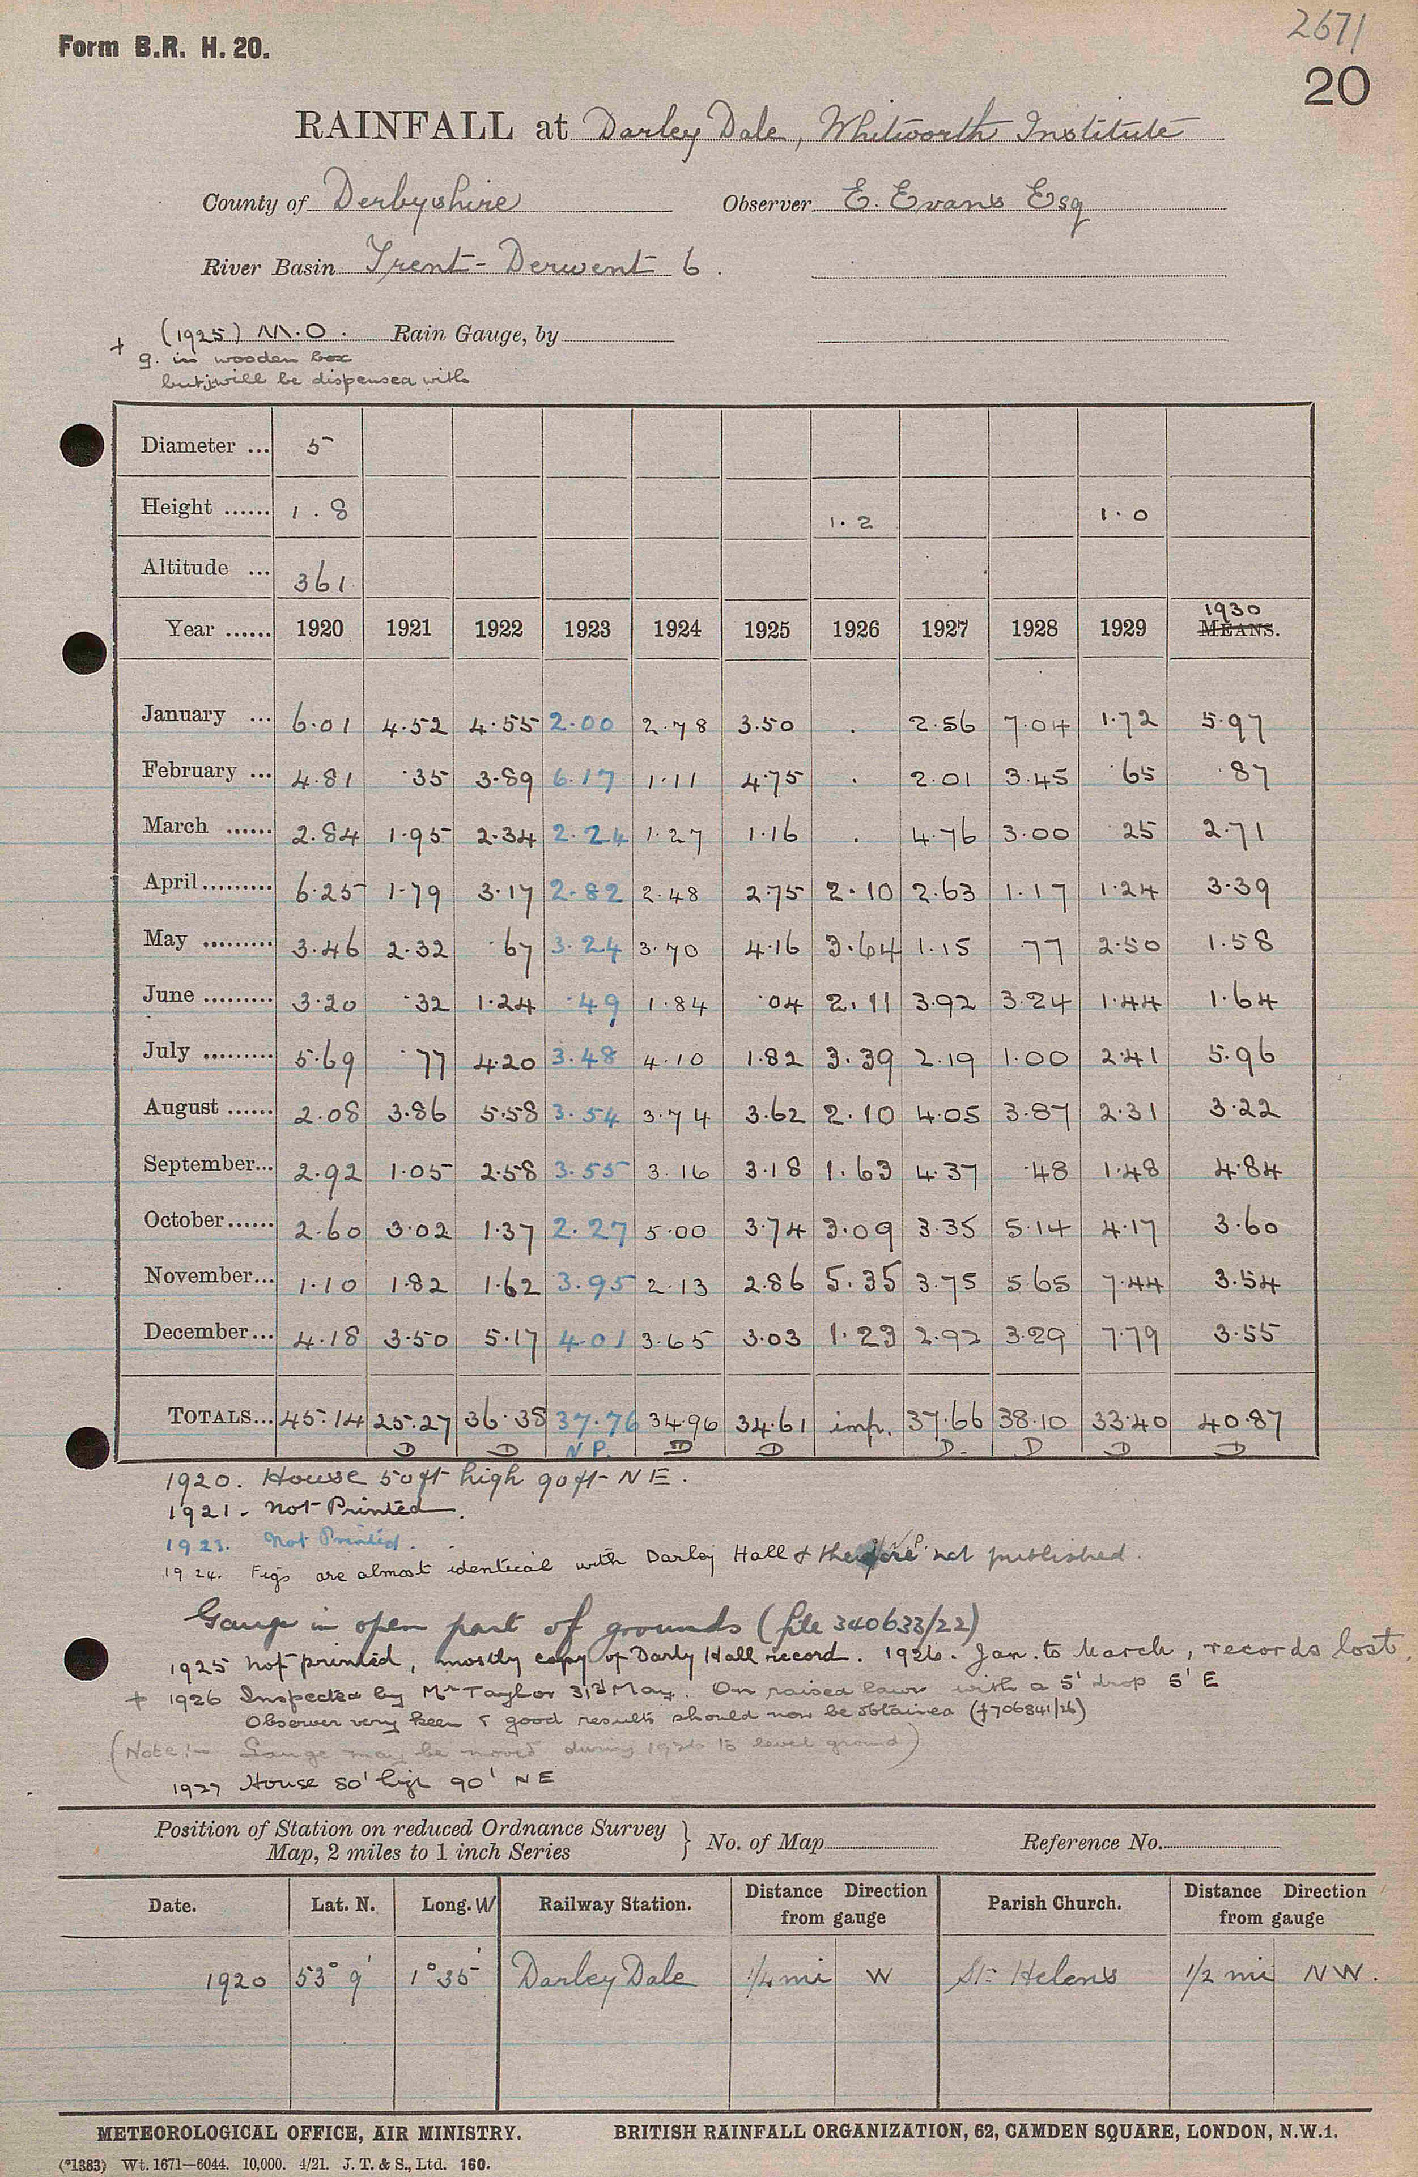 2671
Form B.R. H. 20.
20
RAINFALL at Darley Dale, Whitworth Institute
County of Derbyshire Observer E. Evans Esq
River Basin Trent - Derwent 6.
(1925) M.O. Rain Gauge, by
+ g. in wooden box
but will be dispensed with
Diameter ... 5
Height ...... 1.8 1.2 1.0
Altitude ... 361
1930
Year ...... 1920 1921 1922 1923 1924 1925 1926 1927 1928 1929 MEANS.
January ... 6.01 4.52 4.55 2.00 2.78 3.50 . 2.56 7.04 1.72 5.97
February ... 4.81 .35 3.89 6.17 1.11 4.75 . 2.01 3.45 .65 .87
March ...... 2.84 1.95 2.34 2.24 1.27 1.16 . 4.76 3.00 .25 2.71
April......... 6.25 1.79 3.17 2.82 2.48 2.75 2.10 2.63 1.17 1.24 3.39
May ......... 3.46 2.32 .67 3.24 3.70 4.16 3.64 1.15 .77 2.50 1.58
June ......... 3.20 .32 1.24 .49 1.84 .04 2.11 3.92 3.24 1.44 1.64
July ......... 5.69 .77 4.20 3.48 4.10 1.82 3.39 2.19 1.00 2.41 5.96
August ...... 2.08 3.86 5.58 3.54 3.74 3.62 2.10 4.05 3.87 2.31 3.22
September... 2.92 1.05 2.58 3.55 3.16 3.18 1.63 4.37 .48 1.48 4.84
October...... 2.60 3.02 1.37 2.27 5.00 3.74 3.09 3.35 5.14 4.17 3.60
November... 1.10 1.82 1.62 3.95 2.13 2.86 5.35 3.75 5.65 7.44 3.54
December... 4.18 3.50 5.17 4.01 3.65 3.03 1.23 2.92 3.29 7.79 3.55
TOTALS... 45.14 25.27 36.38 37.76 34.96 34.61 imp. 37.66 38.10 33.40 40.87
D D N P. D D D. D D D
1920. House 50ft high 90ft NE.
1921. Not Printed.
1923. Not Printed.
1924. Figs are almost identical with Darley Hall & therefore not published.
Gauge in open part of grounds (file 340633/22)
1925 not printed, mostly copy of Darley Hall record. 1926. Jan. to March, records lost.
+ 1926 Inspected by Mr Taylor 31st May. On raised lawn with a 5' drop 5' E
Observer very keen & good results should now be obtained (f706841/26)
(Note:- Gauge may be moved during 1926 to level ground)
1927 House 80' high 90' NE
Position of Station on reduced Ordnance Survey
Map, 2 miles to 1 inch Series } No. of Map Reference No.
Date. Lat. N. Long. W Railway Station. Distance Direction from gauge Parish Church. Distance Direction from gauge
1920 53° 9' 1° 35' Darley Dale 1/4 mi W St. Helens 1/2 mi NW.
METEOROLOGICAL OFFICE, AIR MINISTRY. BRITISH RAINFALL ORGANIZATION, 62, CAMDEN SQUARE, LONDON, N.W.1.
(*1383) Wt. 1671—6044. 10,000. 4/21. J. T. & S., Ltd. 160.